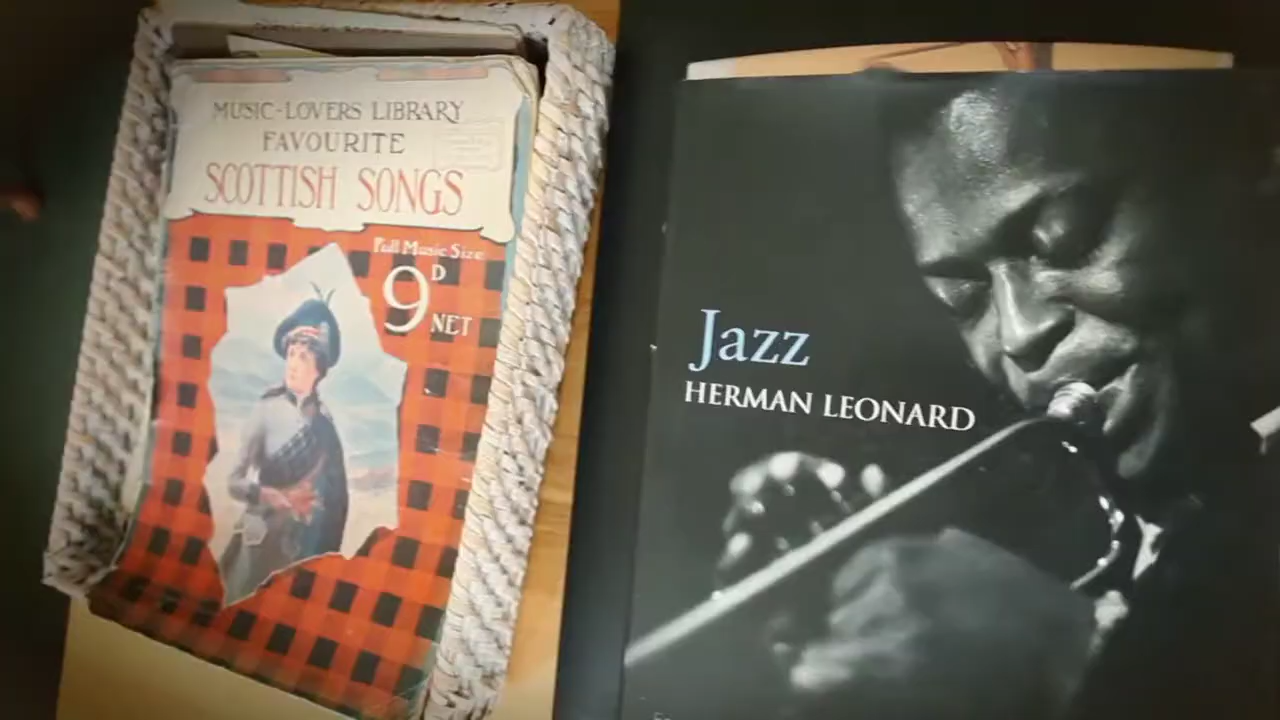 MUSIC-LOVERS LIBRARY
FAVOURITE
SCOTTISH SONGS
Full Music Size
9D
NET
Jazz
HERMAN LEONARD